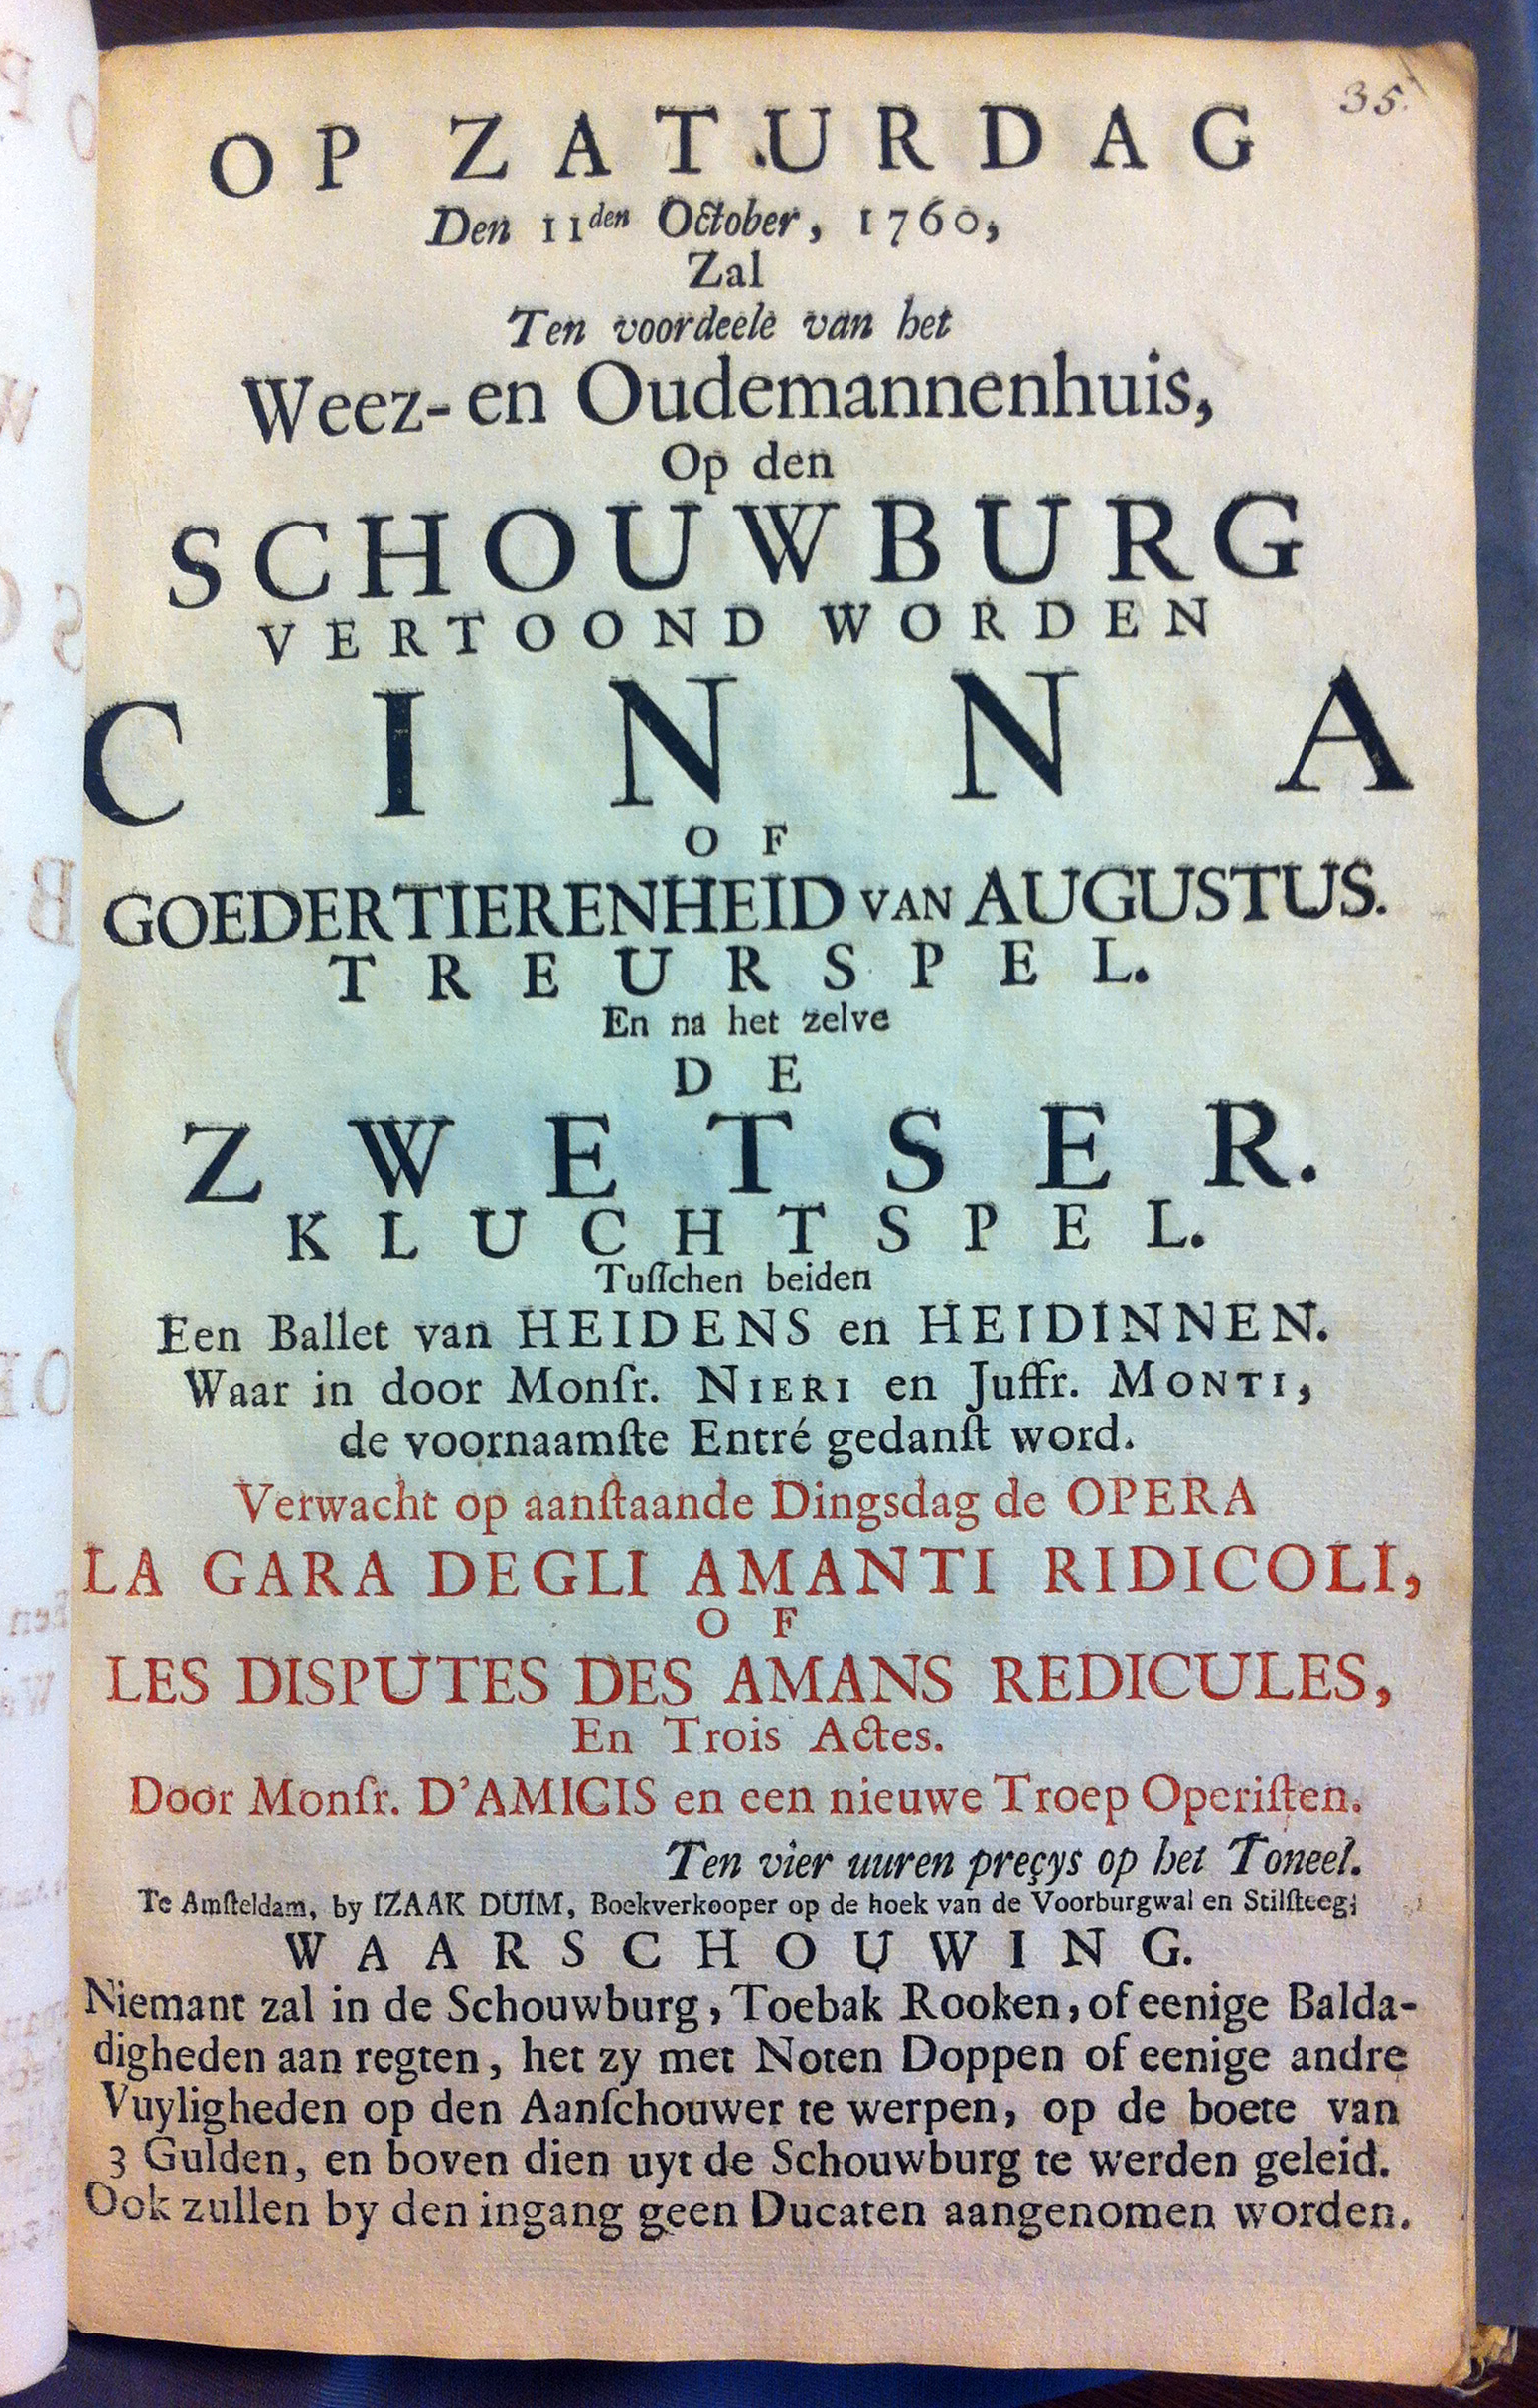 35.
OP ZATURDAG
Den 11den October, 1760,
Zal
Ten voordeele van het
Weez- en Oudemannenhuis,
Op den
SCHOUWBURG
VERTOOND WORDEN
CINNA
OF
GOEDERTIERENHEID VAN AUGUSTUS.
TREURSPEL.
En na het zelve
DE
ZWETSER.
KLUCHTSPEL.
Tuſſchen beiden
Een Ballet van HEIDENS en HEIDINNEN.
Waar in door Monſr. NIERI en Juffr. MONTI,
de voornaamſte Entré gedanſt word.
Verwacht op aanſtaande Dingsdag de OPERA
LA GARA DEGLI AMANTI RIDICOLI,
OF
LES DISPUTES DES AMANS REDICULES,
En Trois Actes.
Door Monſr. D'AMICIS en een nieuwe Troep Operiſten.
Ten vier uuren preçys op het Toneel.
Te Amſteldam, by IZAAK DUIM, Boekverkooper op de hoek van de Voorburgwal en Stilſteeg;
WAARSCHOUWING.
Niemant zal in de Schouwburg, Toebak Rooken, of eenige Balda-
digheden aan regten, het zy met Noten Doppen of eenige andre
Vuyligheden op den Aanſchouwer te werpen, op de boete van
3 Gulden, en boven dien uyt de Schouwburg te werden geleid.
Ook zullen by den ingang geen Ducaten aangenomen worden.